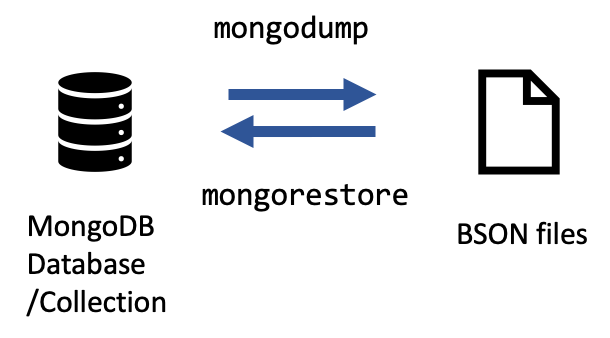 mongodump
mongorestore
MongoDB
Database
/Collection
BSON files